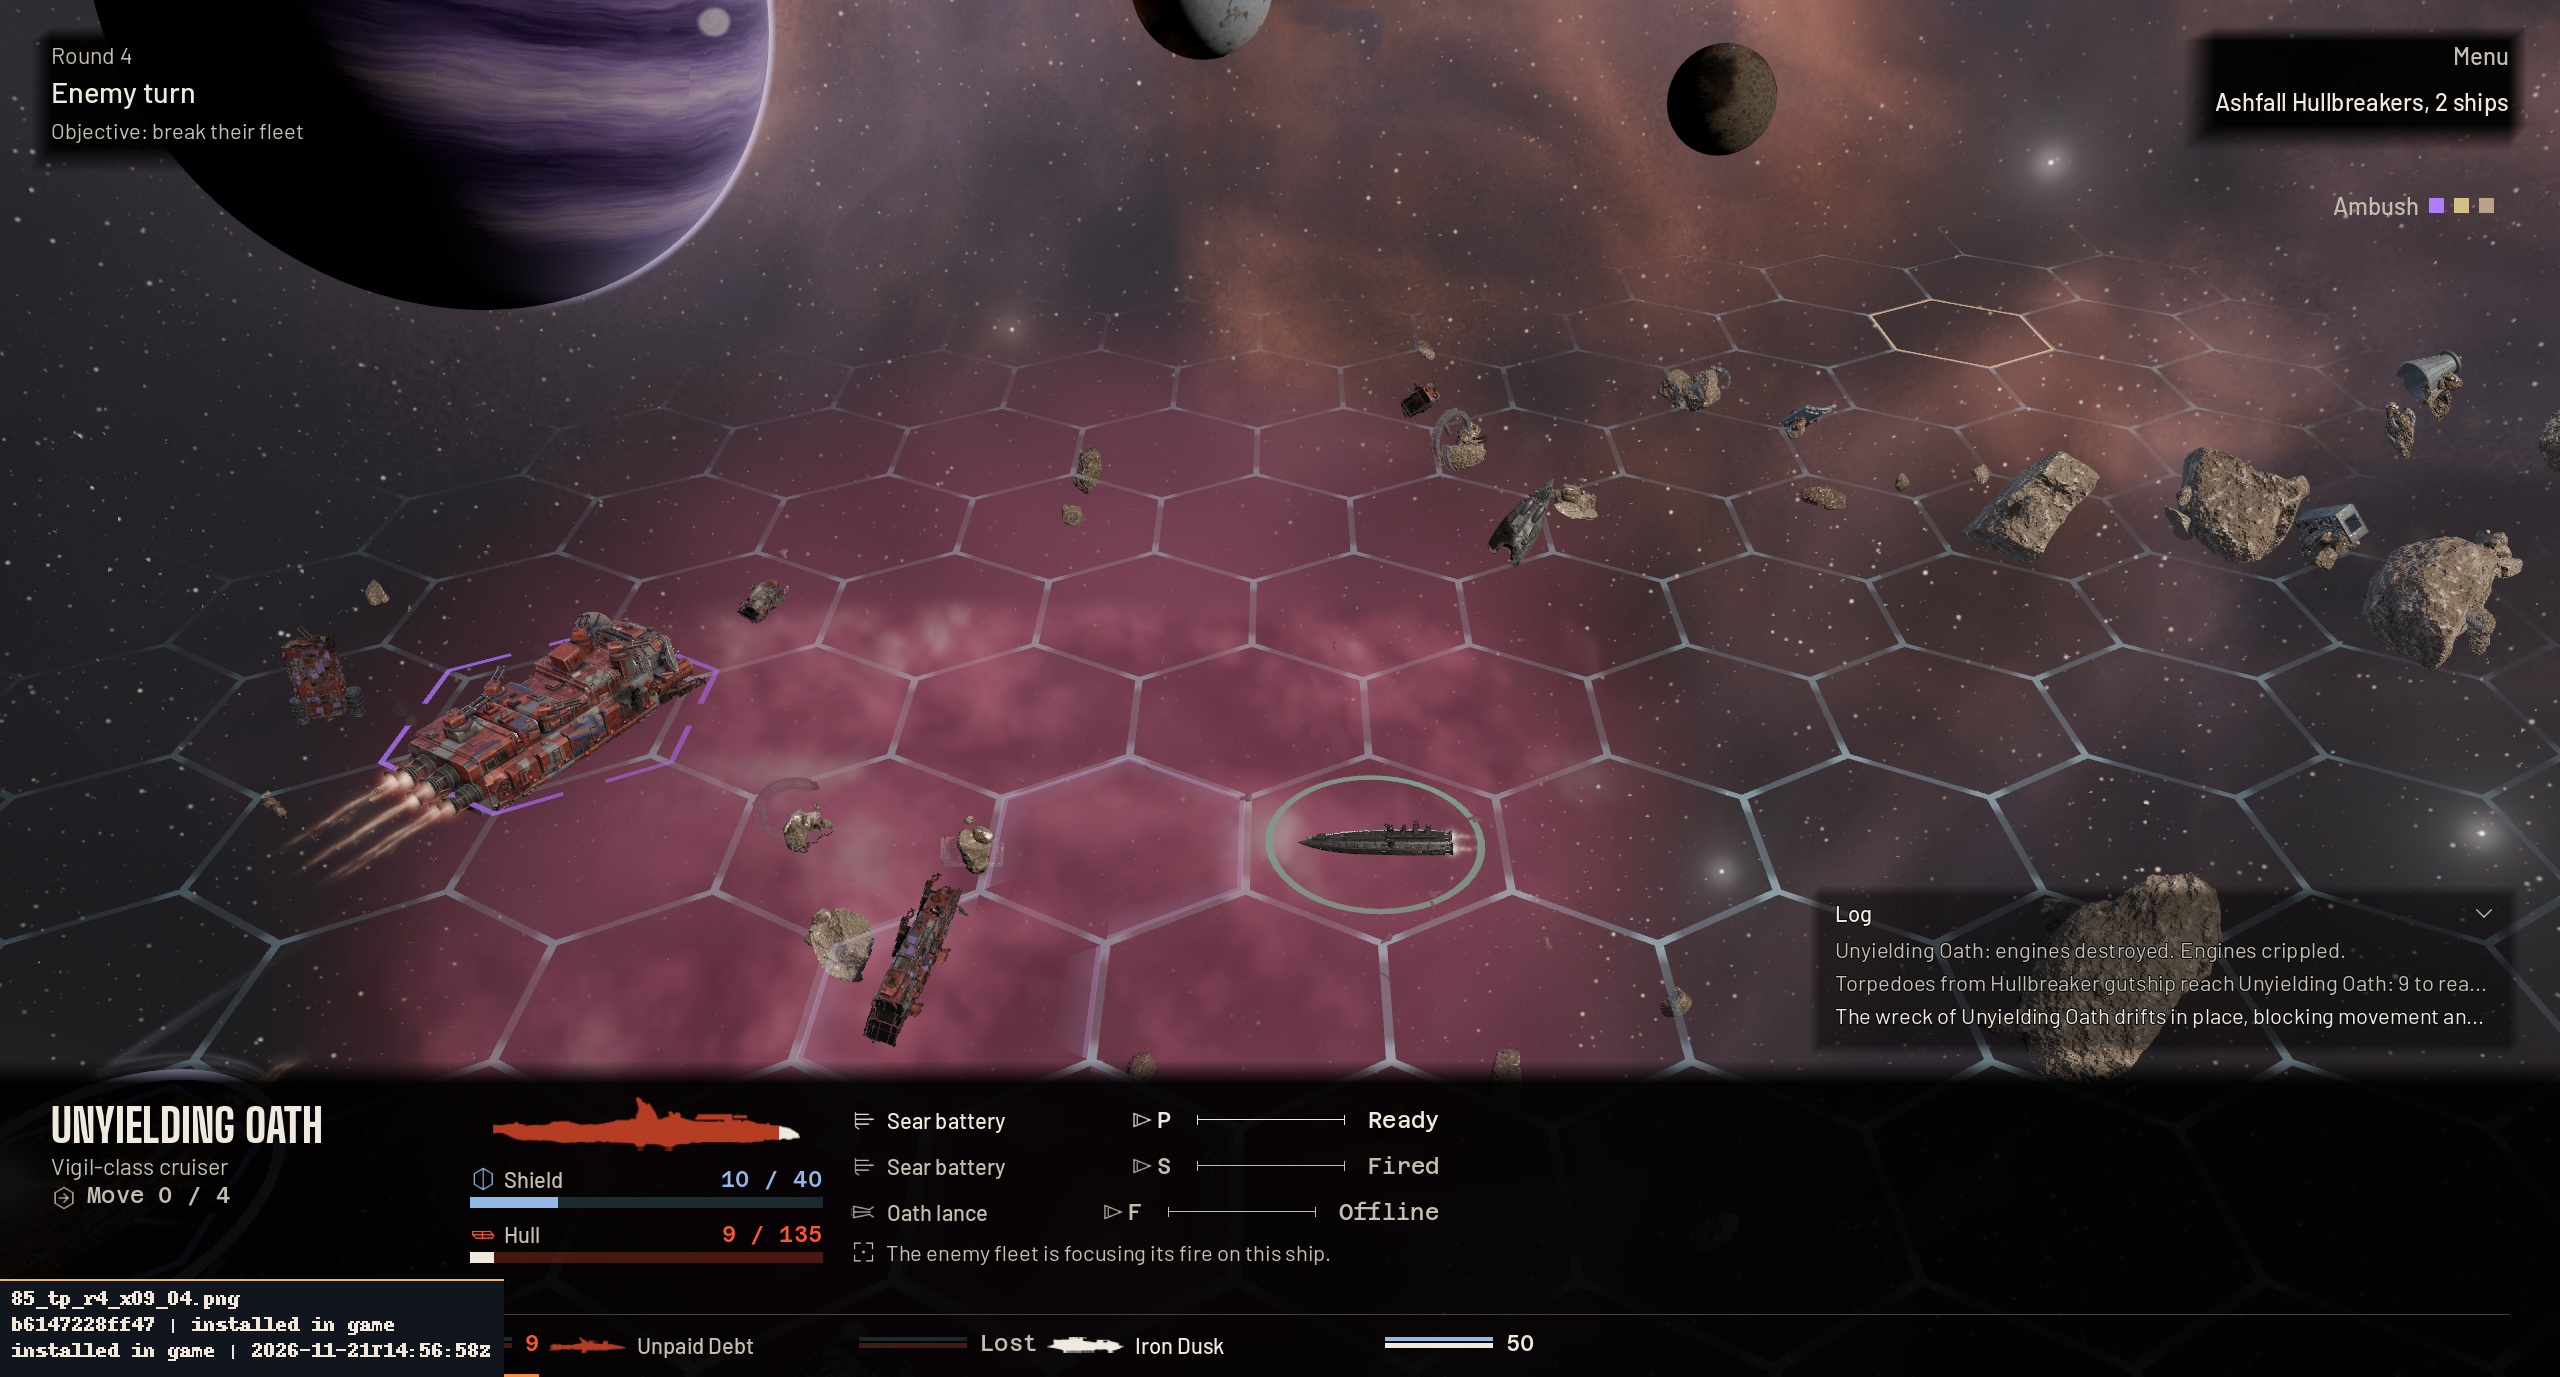 Round 4
Enemy turn
Objective: break their fleet
Menu
Ashfall Hullbreakers, 2 ships
Ambush
Log
Unyielding Oath: engines destroyed. Engines crippled.
Torpedoes from Hullbreaker gutship reach Unyielding Oath: 9 to rea...
The wreck of Unyielding Oath drifts in place, blocking movement an...
UNYIELDING OATH
Vigil-class cruiser
Move 0 / 4
Shield 10 / 40
Hull 9 / 135
Sear battery P Ready
Sear battery S Fired
Oath lance F Offline
The enemy fleet is focusing its fire on this ship.
85_tp_r4_x09_04.png
b6147228ff47 | installed in game
installed in game | 2026-11-21r14:56:58z
9 Unpaid Debt Lost Iron Dusk 50